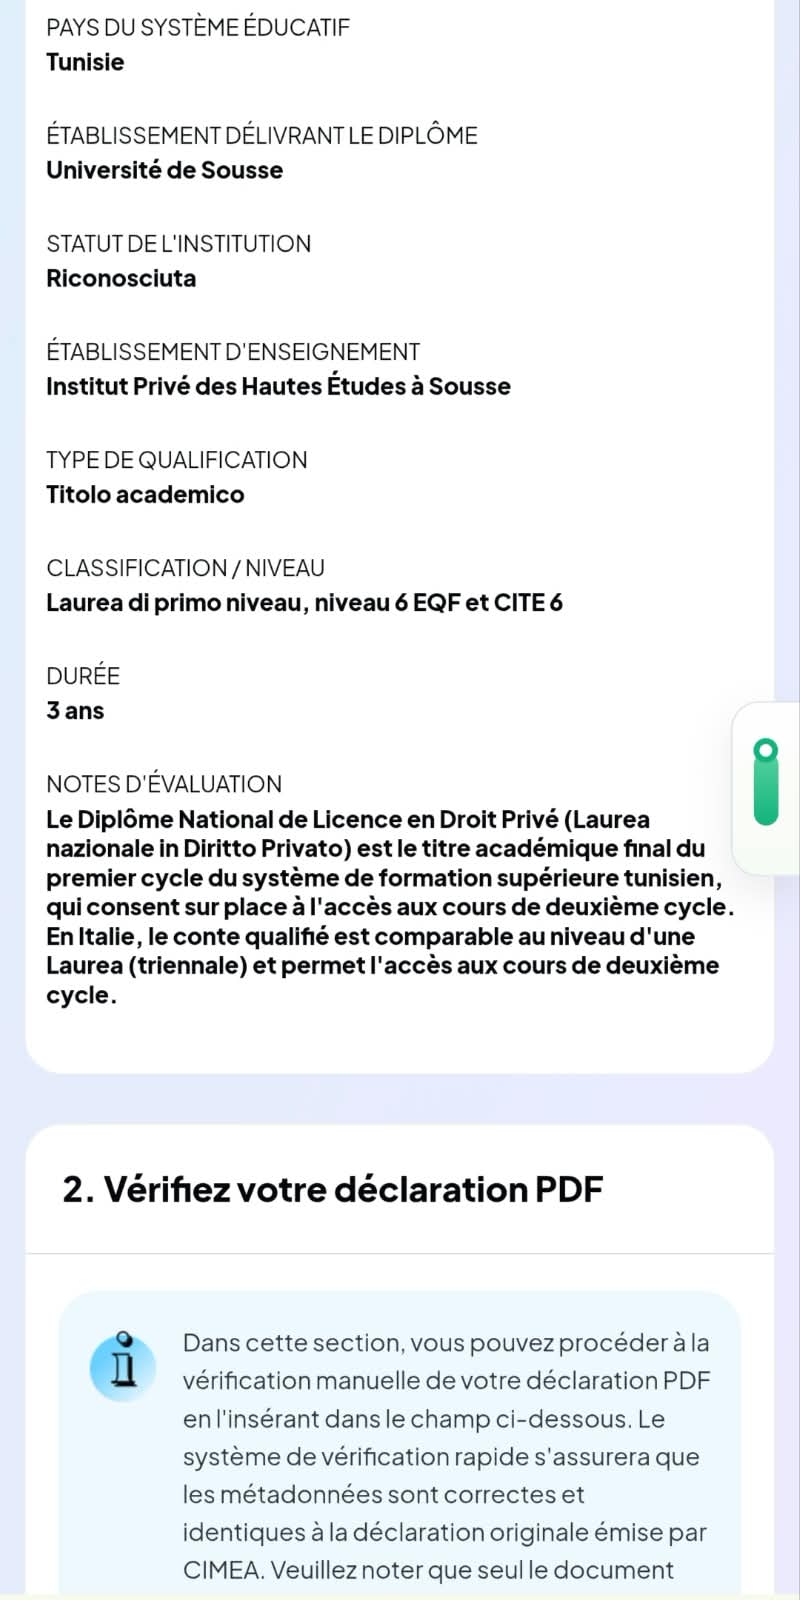 PAYS DU SYSTÈME ÉDUCATIF
Tunisie
ÉTABLISSEMENT DÉLIVRANT LE DIPLÔME
Université de Sousse
STATUT DE L'INSTITUTION
Riconosciuta
ÉTABLISSEMENT D'ENSEIGNEMENT
Institut Privé des Hautes Études à Sousse
TYPE DE QUALIFICATION
Titolo academico
CLASSIFICATION / NIVEAU
Laurea di primo niveau, niveau 6 EQF et CITE 6
DURÉE
3 ans
NOTES D'ÉVALUATION
Le Diplôme National de Licence en Droit Privé (Laurea
nazionale in Diritto Privato) est le titre académique final du
premier cycle du système de formation supérieure tunisien,
qui consent sur place à l'accès aux cours de deuxième cycle.
En Italie, le conte qualifié est comparable au niveau d'une
Laurea (triennale) et permet l'accès aux cours de deuxième
cycle.
2. Vérifiez votre déclaration PDF
Dans cette section, vous pouvez procéder à la
vérification manuelle de votre déclaration PDF
en l'insérant dans le champ ci-dessous. Le
système de vérification rapide s'assurera que
les métadonnées sont correctes et
identiques à la déclaration originale émise par
CIMEA. Veuillez noter que seul le document